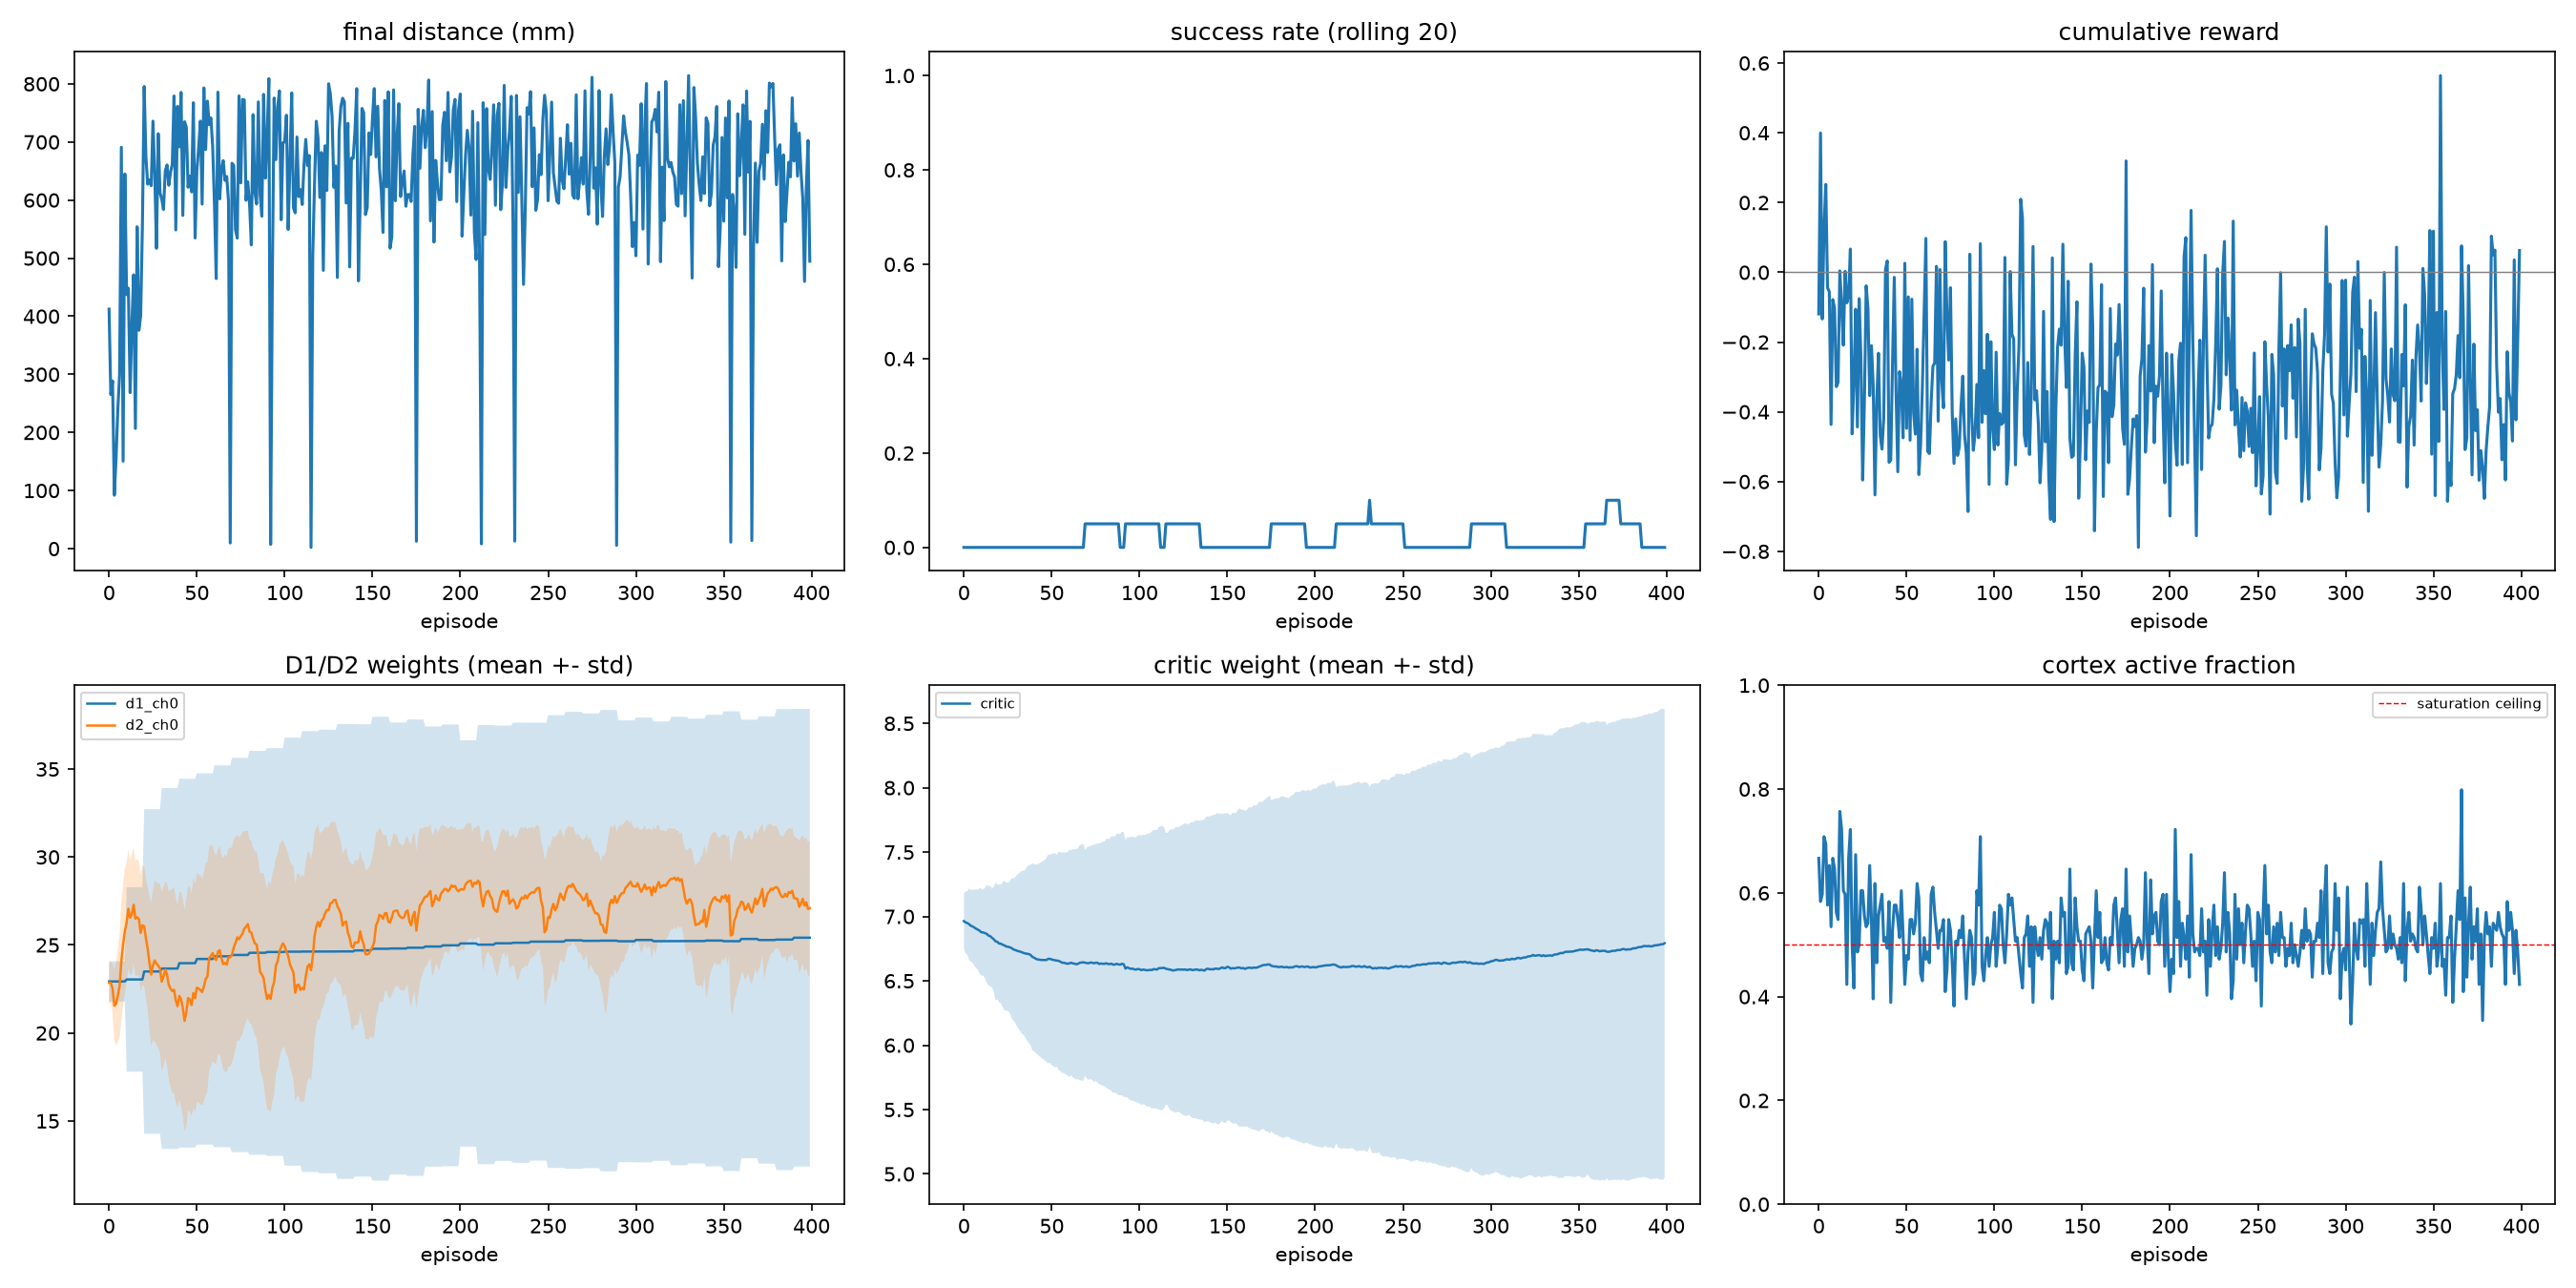 final distance (mm)
800
700
600
500
400
300
200
100
0
0 50 100 150 200 250 300 350 400
episode
success rate (rolling 20)
1.0
0.8
0.6
0.4
0.2
0.0
0 50 100 150 200 250 300 350 400
episode
cumulative reward
0.6
0.4
0.2
0.0
−0.2
−0.4
−0.6
−0.8
0 50 100 150 200 250 300 350 400
episode
D1/D2 weights (mean +- std)
d1_ch0
d2_ch0
35
30
25
20
15
0 50 100 150 200 250 300 350 400
episode
critic weight (mean +- std)
critic
8.5
8.0
7.5
7.0
6.5
6.0
5.5
5.0
0 50 100 150 200 250 300 350 400
episode
cortex active fraction
saturation ceiling
1.0
0.8
0.6
0.4
0.2
0.0
0 50 100 150 200 250 300 350 400
episode